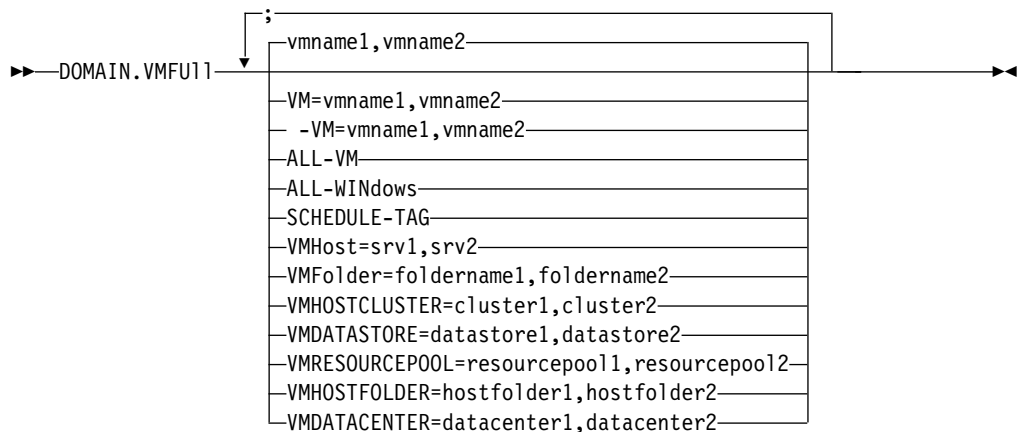 ;
vmname1,vmname2
DOMAIN.VMFUll
VM=vmname1,vmname2
-VM=vmname1,vmname2
ALL-VM
ALL-WINdows
SCHEDULE-TAG
VMHost=srv1,srv2
VMFolder=foldername1,foldername2
VMHOSTCLUSTER=cluster1,cluster2
VMDATASTORE=datastore1,datastore2
VMRESOURCEPOOL=resourcepool1,resourcepool2
VMHOSTFOLDER=hostfolder1,hostfolder2
VMDATACENTER=datacenter1,datacenter2